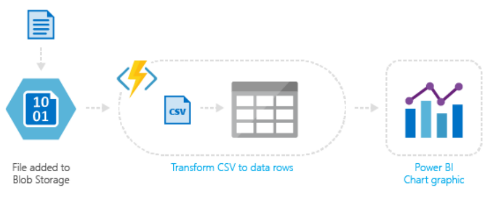 10
01
CSV
File added to
Blob Storage
Transform CSV to data rows
Power BI
Chart graphic